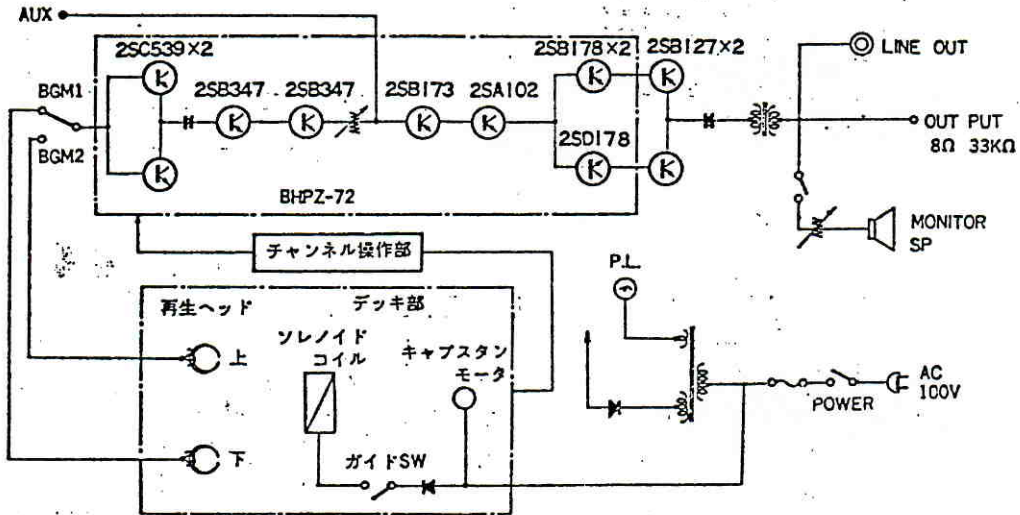 AUX
2SC539×2
2SB178×2
2SB127×2
LINE OUT
BGM1
2SB347
2SB347
2SB173
2SA102
OUT PUT
8Ω 33KΩ
BGM2
2SD178
BHPZ-72
MONITOR
SP
チャンネル操作部
P.L.
再生ヘッド
デッキ部
ソレノイド
コイル
キャプスタン
モータ
上
AC
100V
POWER
下
ガイドSW